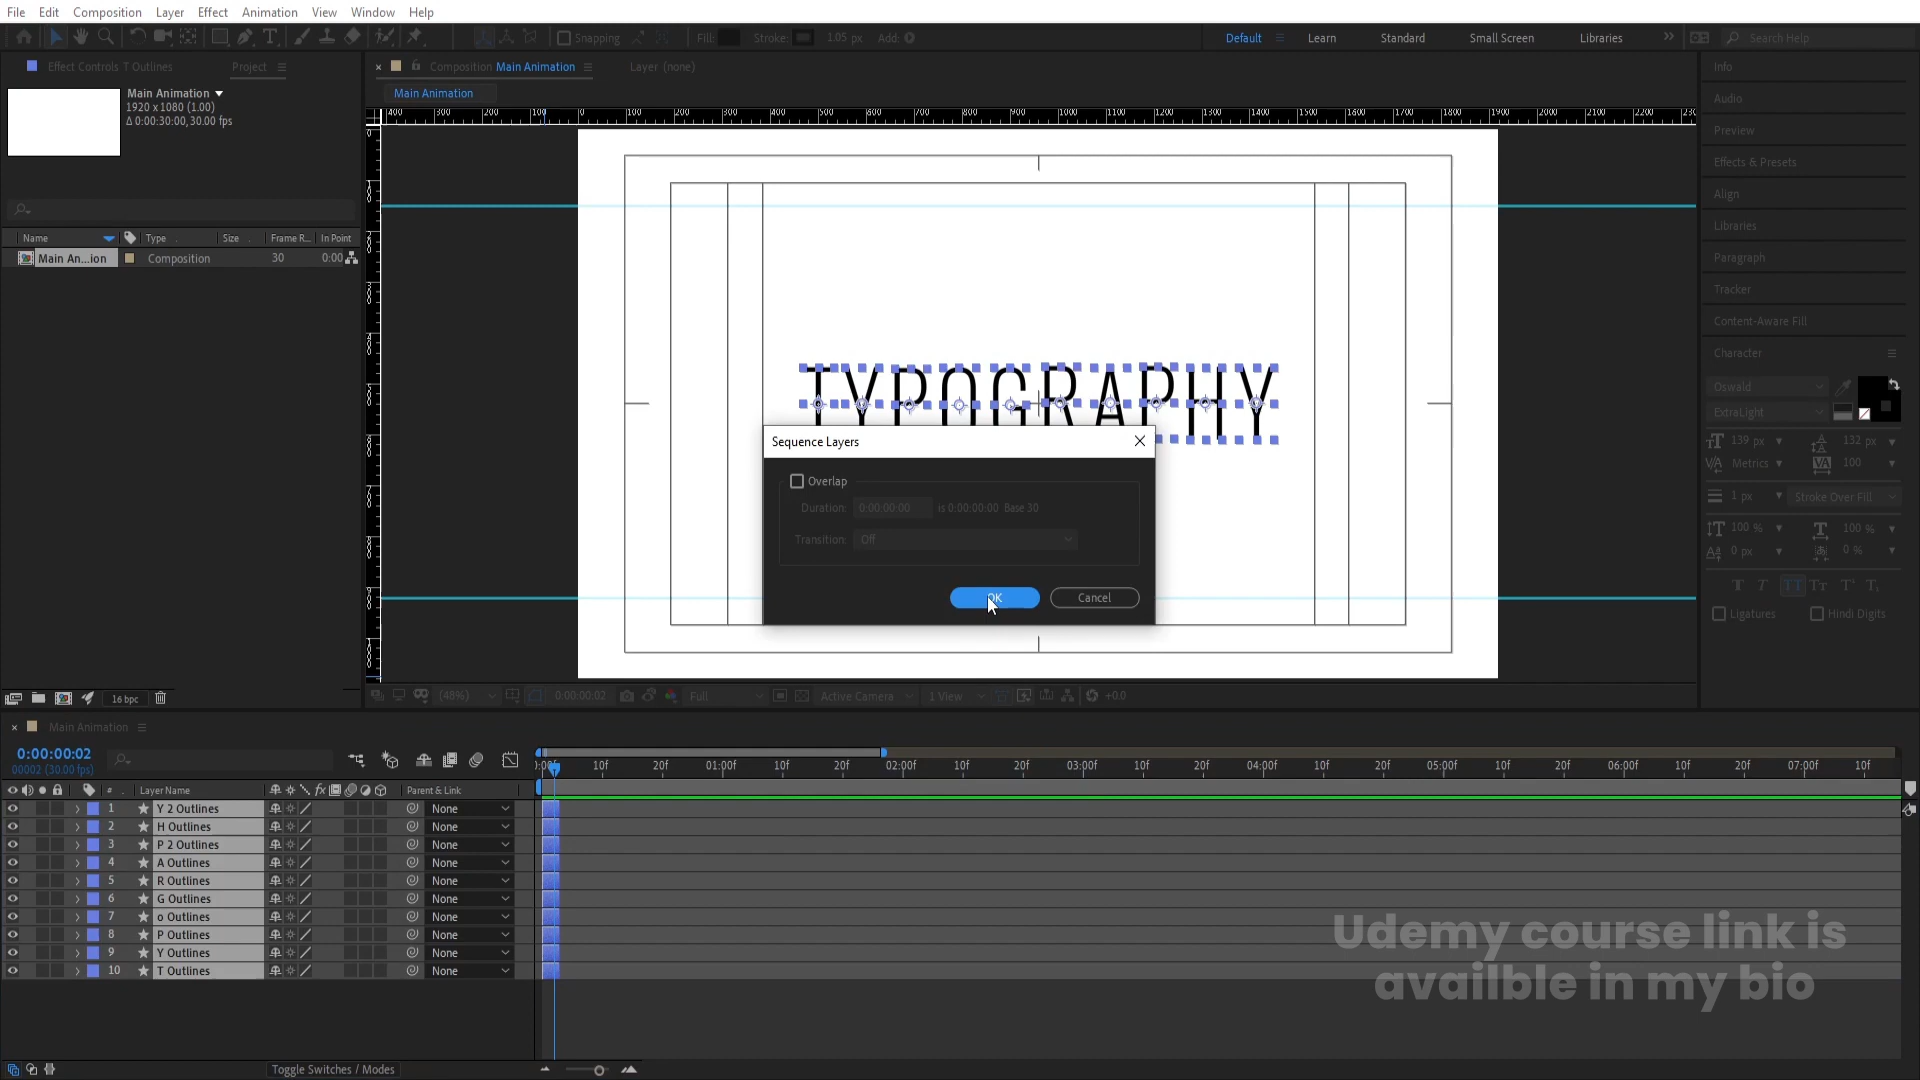 File Edit Composition Layer Effect Animation View Window Help
Snapping Fill: Stroke: 1.05 px Add: Default Learn Standard Small Screen Libraries Search Help
Effect Controls T Outlines Project
Composition Main Animation Layer (none)
Main Animation
Main Animation
1920 x 1080 (1.00)
Δ 0:00:30:00, 30.00 fps
Name Type Size Frame R... In Point
Main An...ion Composition 30 0:00
16 bpc
TYPOGRAPHY
Sequence Layers
Overlap
Duration: 0:00:00:00 is 0:00:00:00 Base 30
Transition: Off
OK Cancel
(48%) 0:00:00:02 Full Active Camera 1 View +0.0
Info
Audio
Preview
Effects & Presets
Align
Libraries
Paragraph
Tracker
Content-Aware Fill
Character
Oswald
ExtraLight
139 px 132 px
Metrics 100
1 px Stroke Over Fill
100 % 100 %
0 px 0 %
Ligatures Hindi Digits
Main Animation
0:00:00:02
00002 (30.00 fps)
10f 20f 01:00f 10f 20f 02:00f 10f 20f 03:00f 10f 20f 04:00f 10f 20f 05:00f 10f 20f 06:00f 10f 20f 07:00f 10f
# Layer Name Parent & Link
1 Y 2 Outlines None
2 H Outlines None
3 P 2 Outlines None
4 A Outlines None
5 R Outlines None
6 G Outlines None
7 o Outlines None
8 P Outlines None
9 Y Outlines None
10 T Outlines None
Toggle Switches / Modes
Udemy course link is
availble in my bio